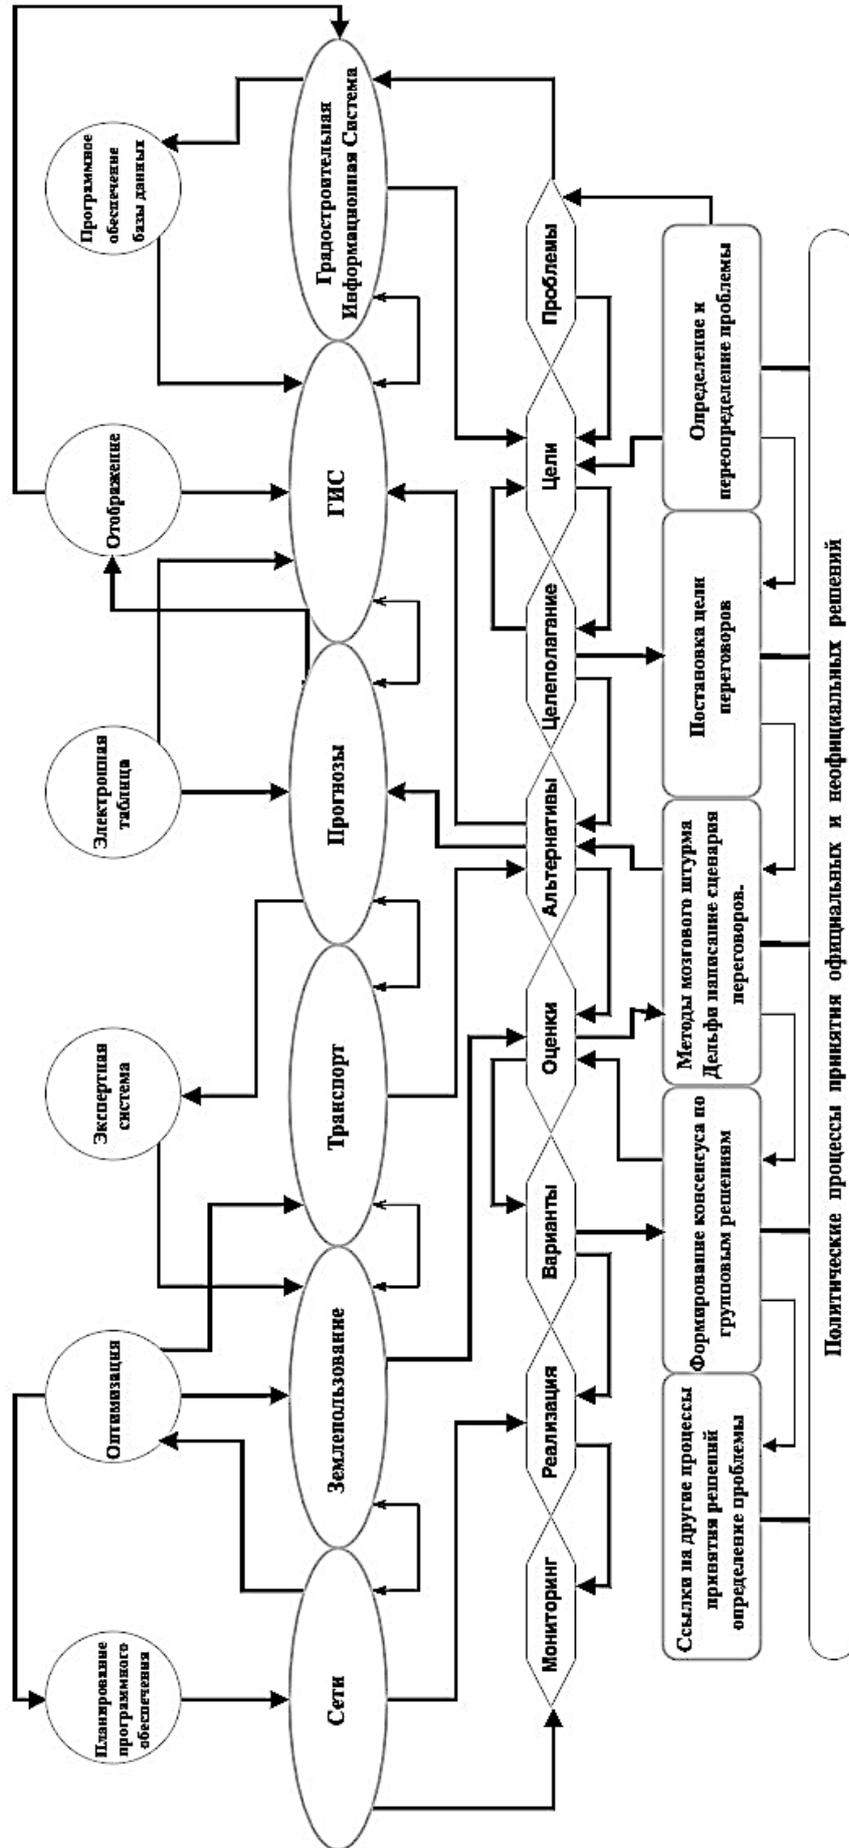 Планирование
программного
обеспечения
Оптимизация
Экспертная
система
Электронная
таблица
Отображение
Программное
обеспечение
базы данных
Сети
Землепользование
Транспорт
Прогнозы
ГИС
Градостроительная
Информационная Система
Мониторинг
Реализация
Варианты
Оценки
Альтернативы
Целеполагание
Цели
Проблемы
Ссылки на другие процессы
принятия решений
определение проблемы
Формирование консенсуса по
групповым решениям
Методы мозгового штурма
Дельфи написание сценария
переговоров.
Постановка цели
переговоров
Определение и
переопределение проблемы
Политические процессы принятия официальных и неофициальных решений